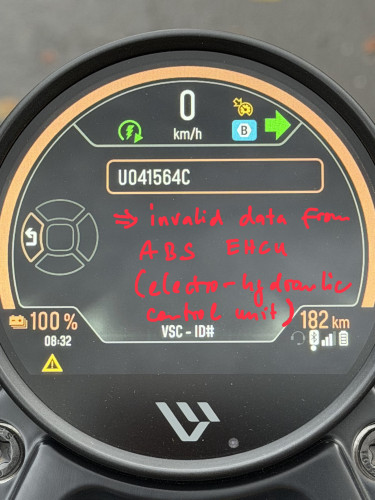 0
km/h
B
U041564C
⇒ invalid data from
ABS EHCU
(electro-hydraulic
control unit)
100 %
182 km
08:32
VSC - ID#